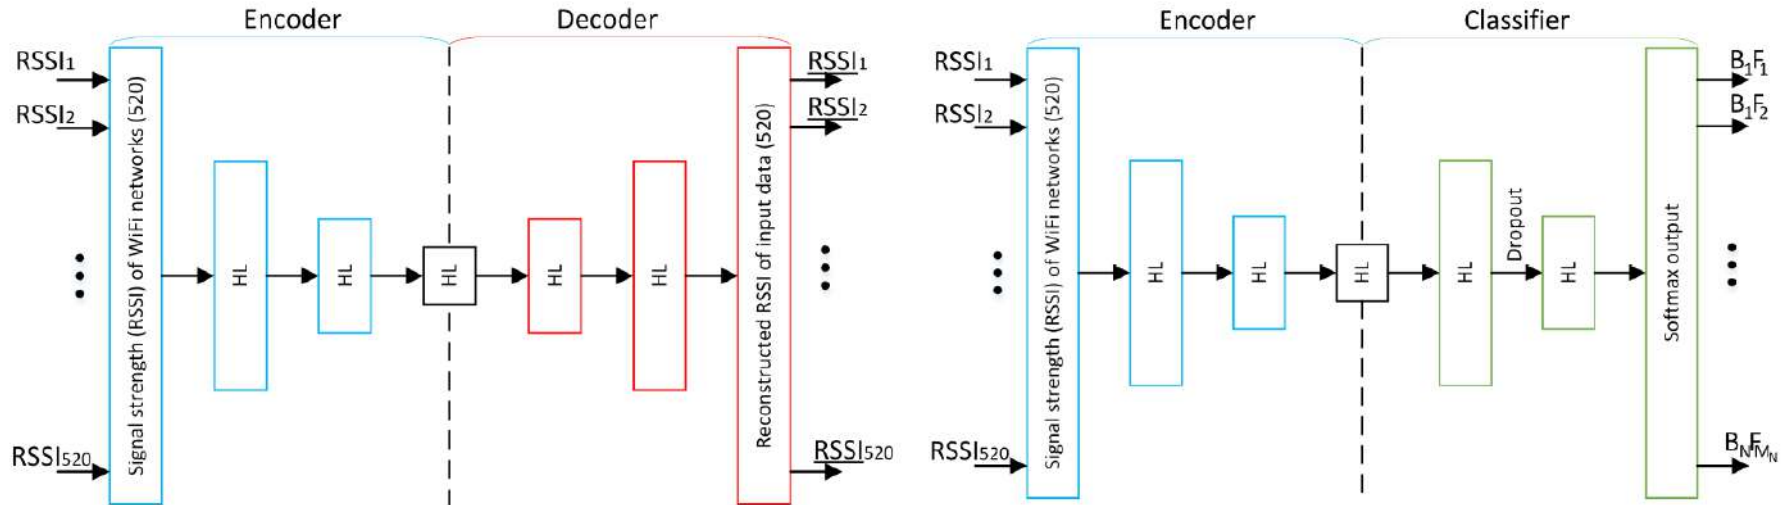 Encoder
Decoder
RSSI1
RSSI2
RSSI520
Signal strength (RSSI) of WiFi networks (520)
HL
HL
HL
HL
HL
Reconstructed RSSI of input data (520)
RSSI1
RSSI2
RSSI520
Encoder
Classifier
RSSI1
RSSI2
RSSI520
Signal strength (RSSI) of WiFi networks (520)
HL
HL
HL
HL
Dropout
HL
Softmax output
B1F1
B1F2
BNFMN